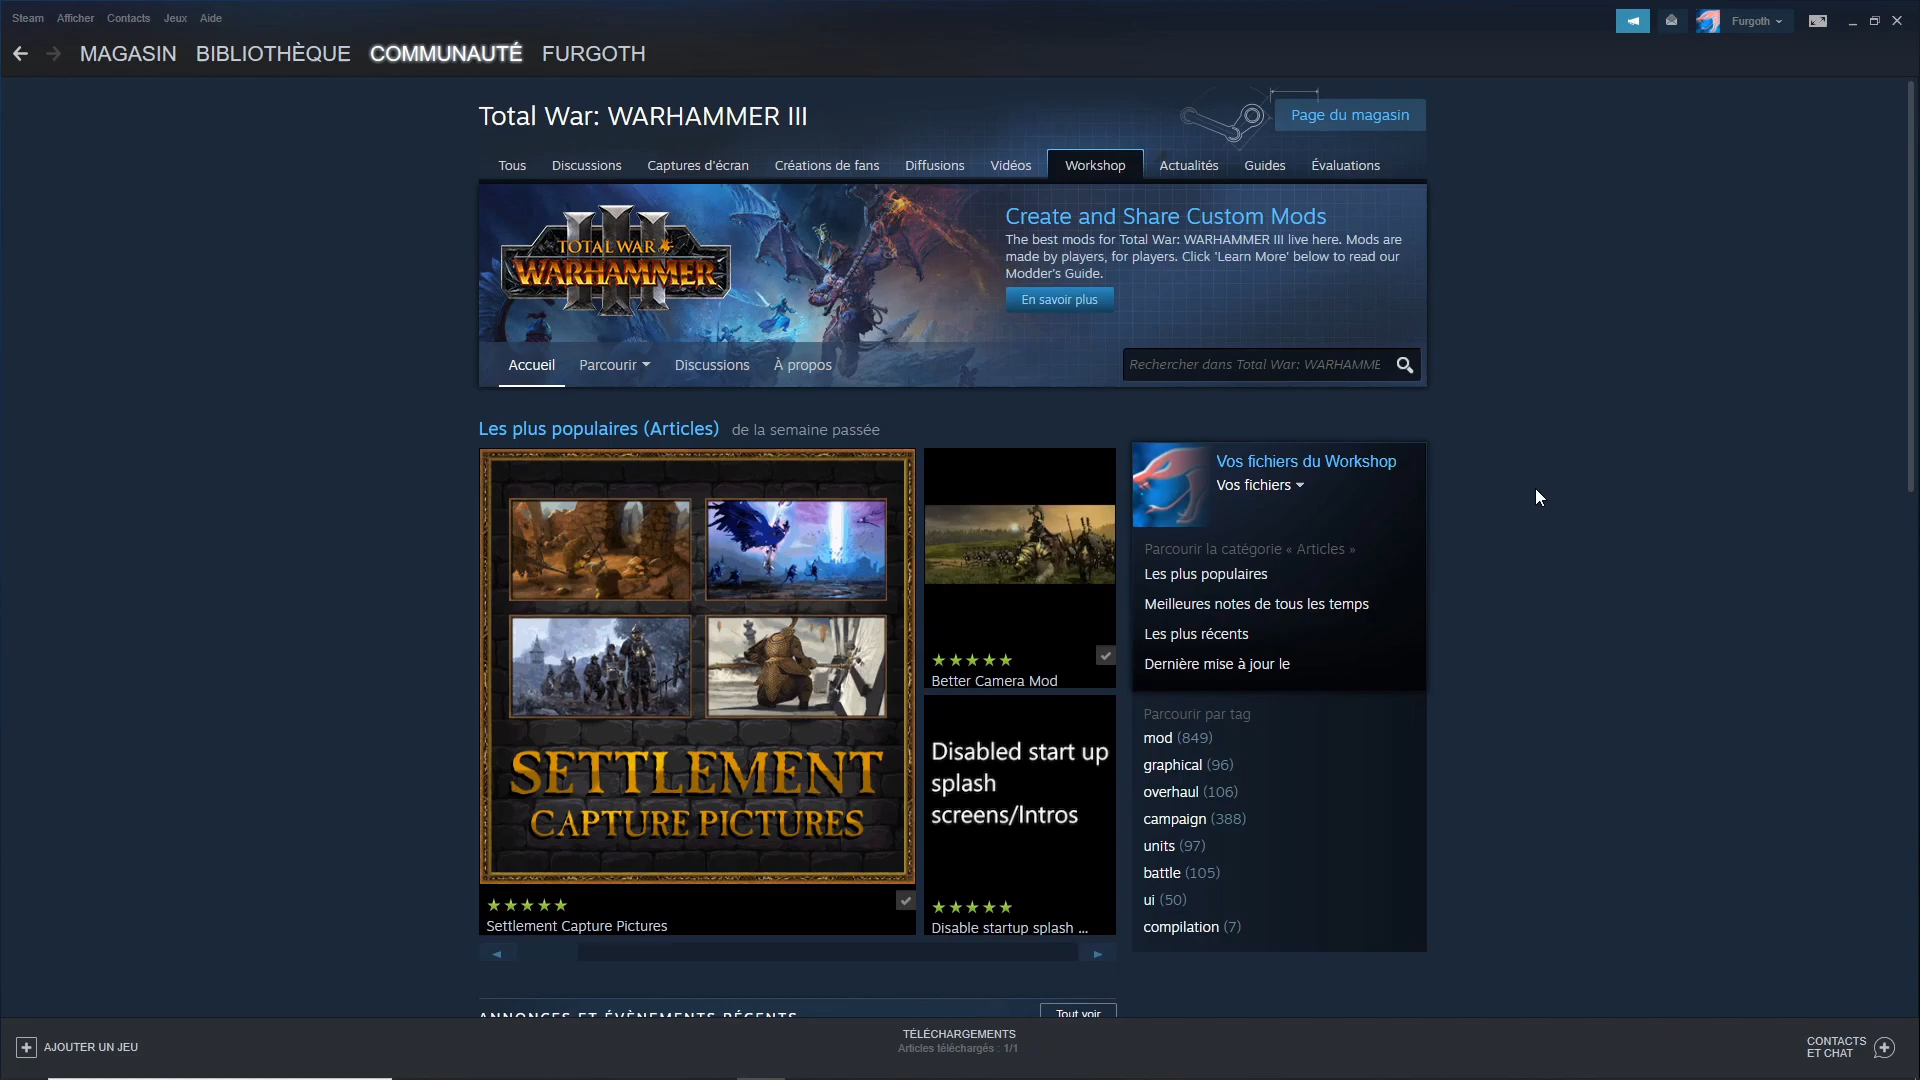 Steam Afficher Contacts Jeux Aide
Furgoth
MAGASIN BIBLIOTHÈQUE COMMUNAUTÉ FURGOTH
Total War: WARHAMMER III
Page du magasin
Tous Discussions Captures d'écran Créations de fans Diffusions Vidéos Workshop Actualités Guides Évaluations
TOTAL WAR
WARHAMMER
III
Create and Share Custom Mods
The best mods for Total War: WARHAMMER III live here. Mods are
made by players, for players. Click 'Learn More' below to read our
Modder's Guide.
En savoir plus
Accueil Parcourir Discussions À propos
Rechercher dans Total War: WARHAMME
Les plus populaires (Articles) de la semaine passée
SETTLEMENT
CAPTURE PICTURES
Settlement Capture Pictures
Better Camera Mod
Disabled start up
splash
screens/Intros
Disable startup splash ...
Vos fichiers du Workshop
Vos fichiers
Parcourir la catégorie « Articles »
Les plus populaires
Meilleures notes de tous les temps
Les plus récents
Dernière mise à jour le
Parcourir par tag
mod (849)
graphical (96)
overhaul (106)
campaign (388)
units (97)
battle (105)
ui (50)
compilation (7)
ANNONCES ET ÉVÈNEMENTS RÉCENTS
Tout voir
AJOUTER UN JEU
TÉLÉCHARGEMENTS
Articles téléchargés : 1/1
CONTACTS
ET CHAT